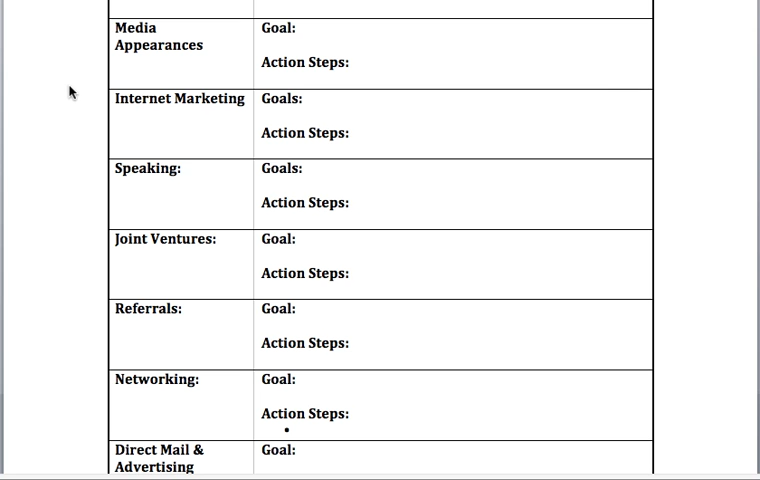 Media
Appearances
Goal:
Action Steps:
Internet Marketing
Goals:
Action Steps:
Speaking:
Goals:
Action Steps:
Joint Ventures:
Goal:
Action Steps:
Referrals:
Goal:
Action Steps:
Networking:
Goal:
Action Steps:
•
Direct Mail &
Advertising
Goal: